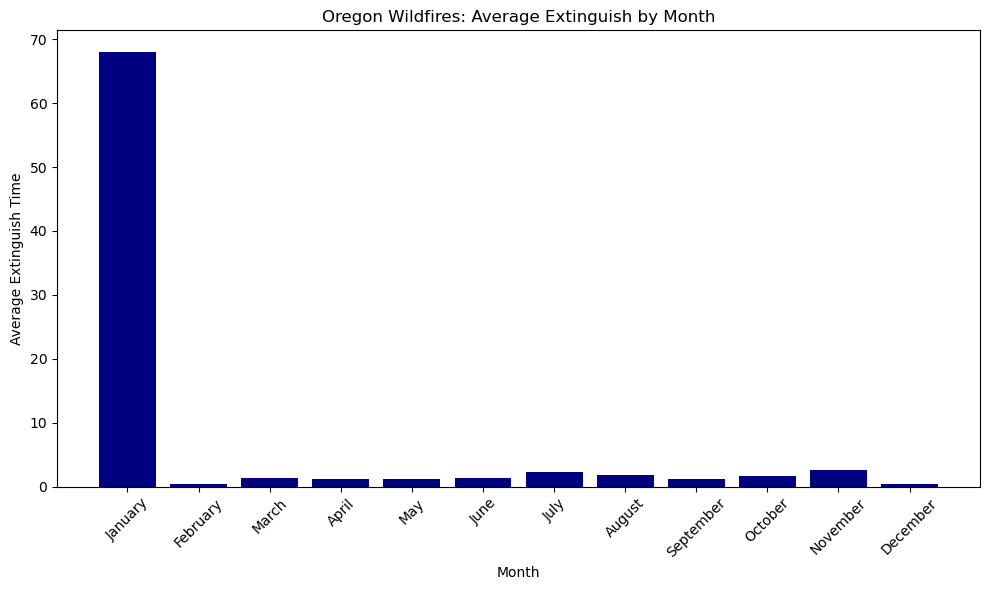 Oregon Wildfires: Average Extinguish by Month
Average Extinguish Time
70
60
50
40
30
20
10
0
January
February
March
April
May
June
July
August
September
October
November
December
Month